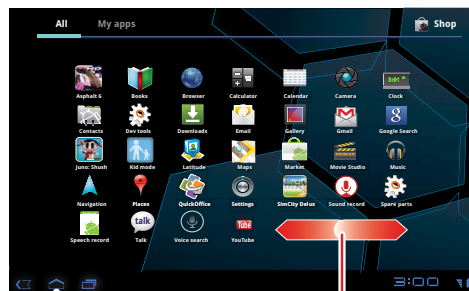 All My apps Shop
Asphalt 6 Books Browser Calculator Calendar Camera Clock
Contacts Dev tools Downloads Email Gallery Gmail Google Search
Juno: Shush Kid mode Latitude Maps Market Movie Studio Music
Navigation Places QuickOffice Settings SimCity Delux Sound record Spare parts
talk
Tube
Speech record Talk Voice search YouTube
3:00